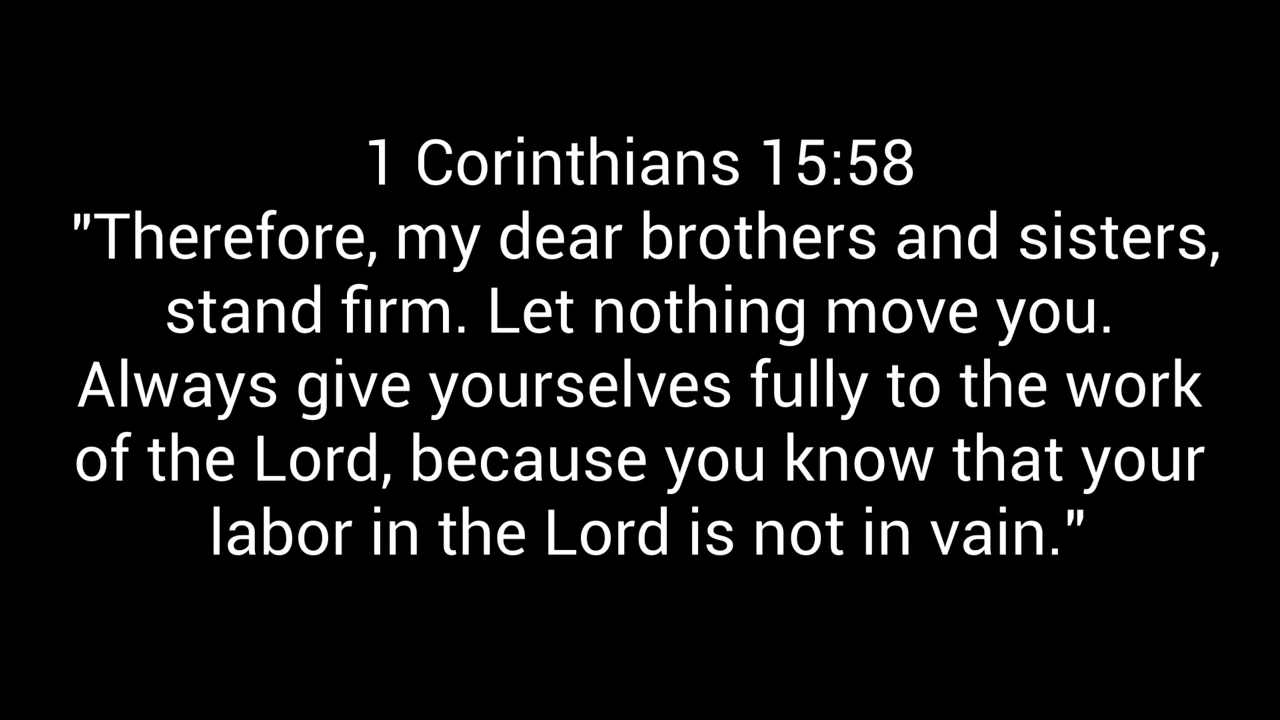 1 Corinthians 15:58
"Therefore, my dear brothers and sisters,
stand firm. Let nothing move you.
Always give yourselves fully to the work
of the Lord, because you know that your
labor in the Lord is not in vain."